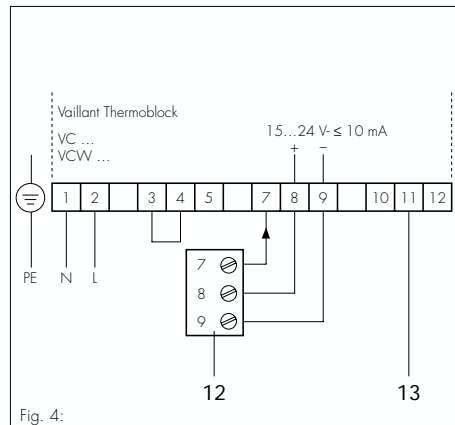 Vaillant Thermoblock
VC ...
VCW ...
15...24 V- ≤ 10 mA
+ −
1 2 3 4 5 7 8 9 10 11 12
PE N L
7
8
9
12 13
Fig. 4: